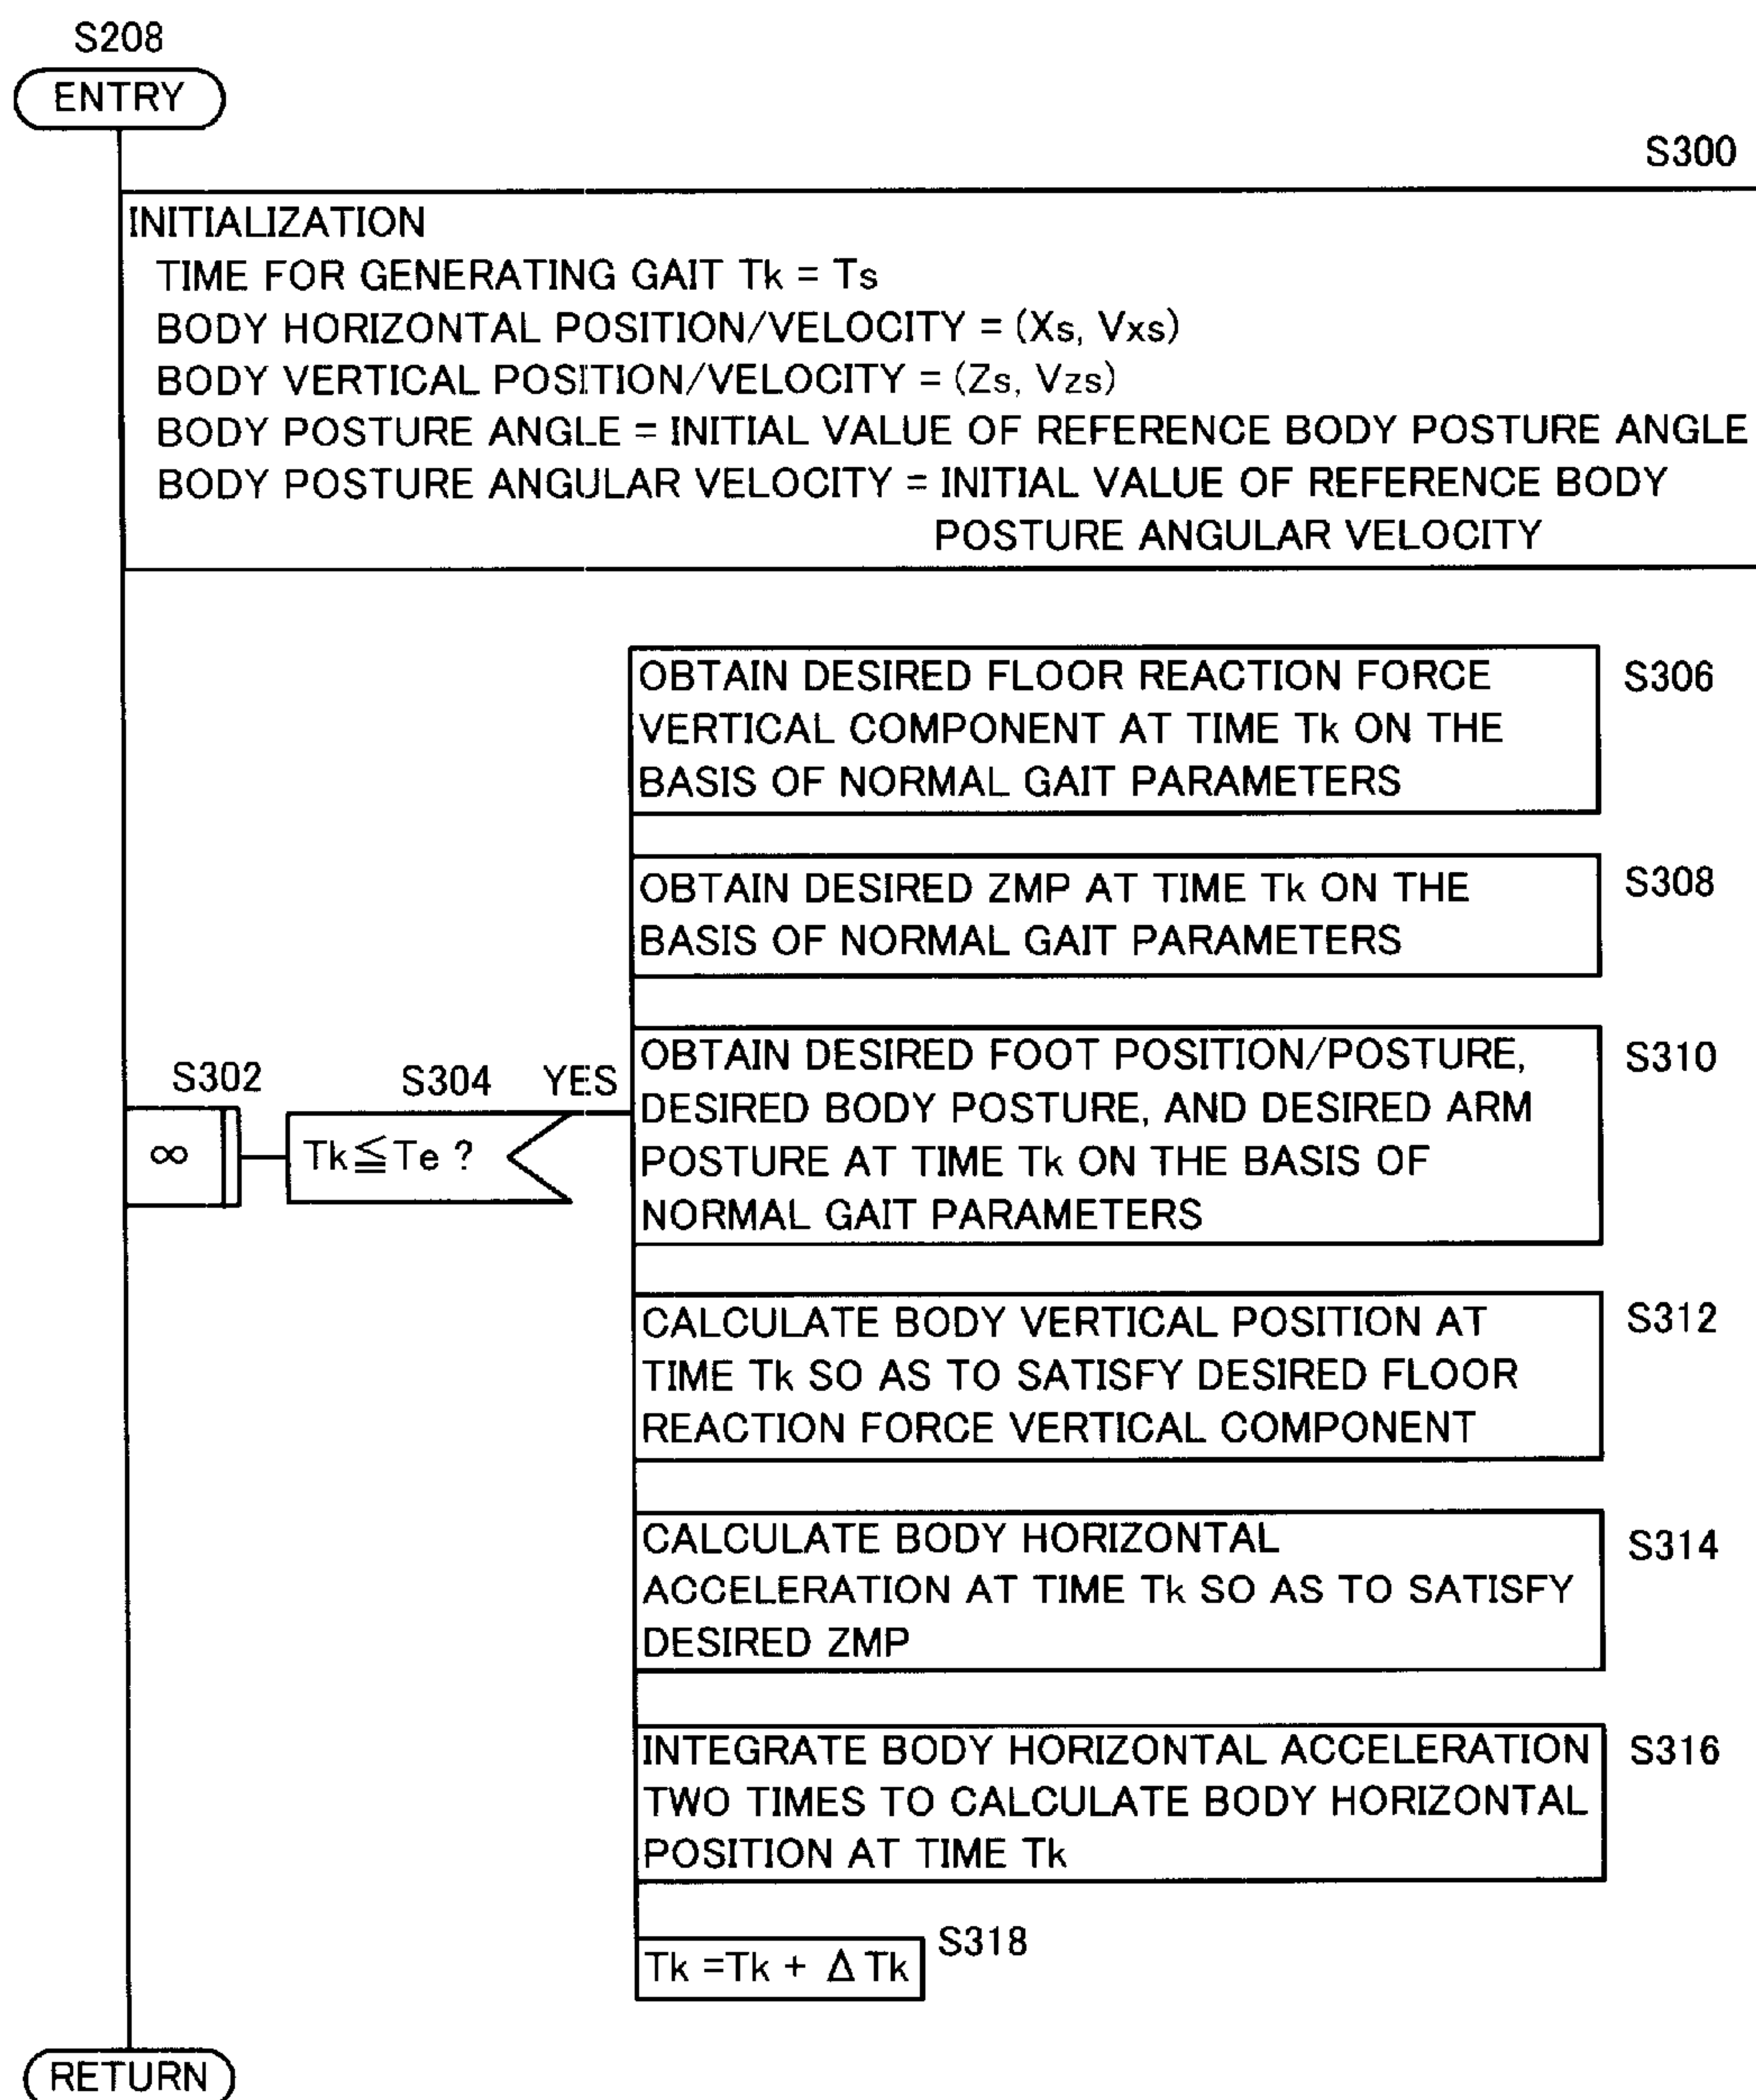 S208
ENTRY
S300
INITIALIZATION
TIME FOR GENERATING GAIT Tk = Ts
BODY HORIZONTAL POSITION/VELOCITY = (Xs, Vxs)
BODY VERTICAL POSITION/VELOCITY = (Zs, Vzs)
BODY POSTURE ANGLE = INITIAL VALUE OF REFERENCE BODY POSTURE ANGLE
BODY POSTURE ANGULAR VELOCITY = INITIAL VALUE OF REFERENCE BODY
POSTURE ANGULAR VELOCITY
S302
∞
S304
Tk≦Te ?
YES
OBTAIN DESIRED FLOOR REACTION FORCE
VERTICAL COMPONENT AT TIME Tk ON THE
BASIS OF NORMAL GAIT PARAMETERS
S306
OBTAIN DESIRED ZMP AT TIME Tk ON THE
BASIS OF NORMAL GAIT PARAMETERS
S308
OBTAIN DESIRED FOOT POSITION/POSTURE,
DESIRED BODY POSTURE, AND DESIRED ARM
POSTURE AT TIME Tk ON THE BASIS OF
NORMAL GAIT PARAMETERS
S310
CALCULATE BODY VERTICAL POSITION AT
TIME Tk SO AS TO SATISFY DESIRED FLOOR
REACTION FORCE VERTICAL COMPONENT
S312
CALCULATE BODY HORIZONTAL
ACCELERATION AT TIME Tk SO AS TO SATISFY
DESIRED ZMP
S314
INTEGRATE BODY HORIZONTAL ACCELERATION
TWO TIMES TO CALCULATE BODY HORIZONTAL
POSITION AT TIME Tk
S316
Tk =Tk + Δ Tk
S318
RETURN